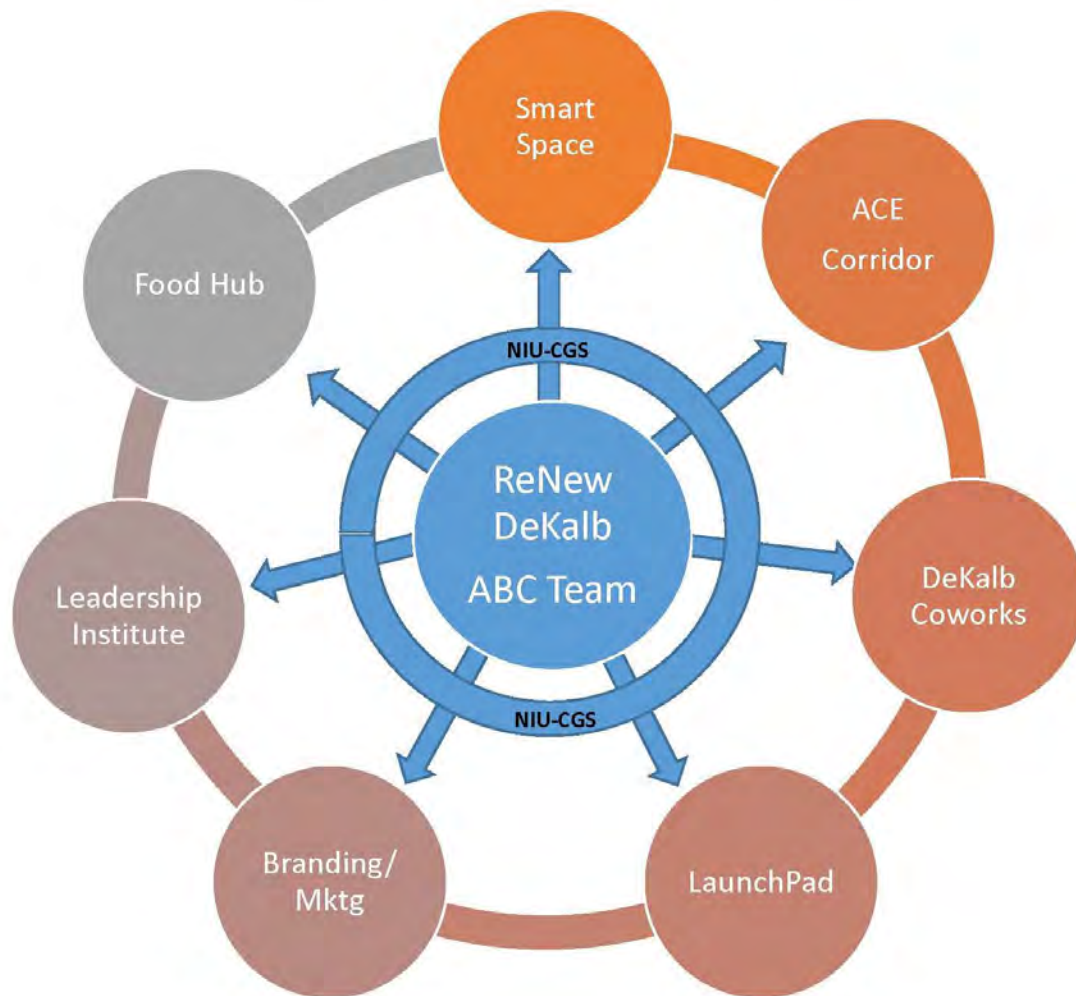 Smart
Space
ACE
Corridor
Food Hub
NIU-CGS
ReNew
DeKalb
ABC Team
DeKalb
Coworks
Leadership
Institute
NIU-CGS
Branding/
Mktg
LaunchPad